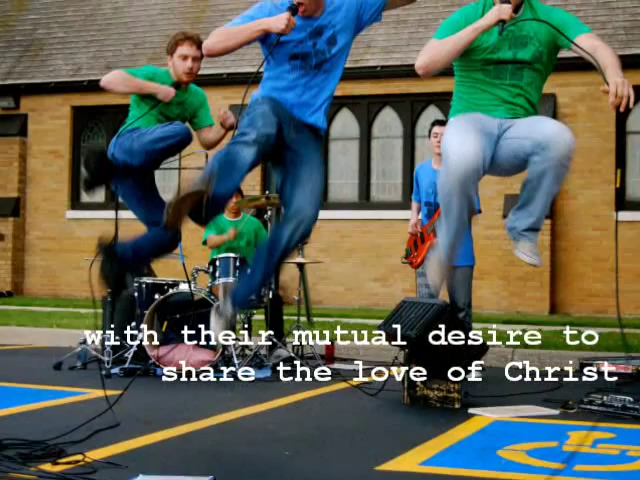 with their mutual desire to
share the love of Christ